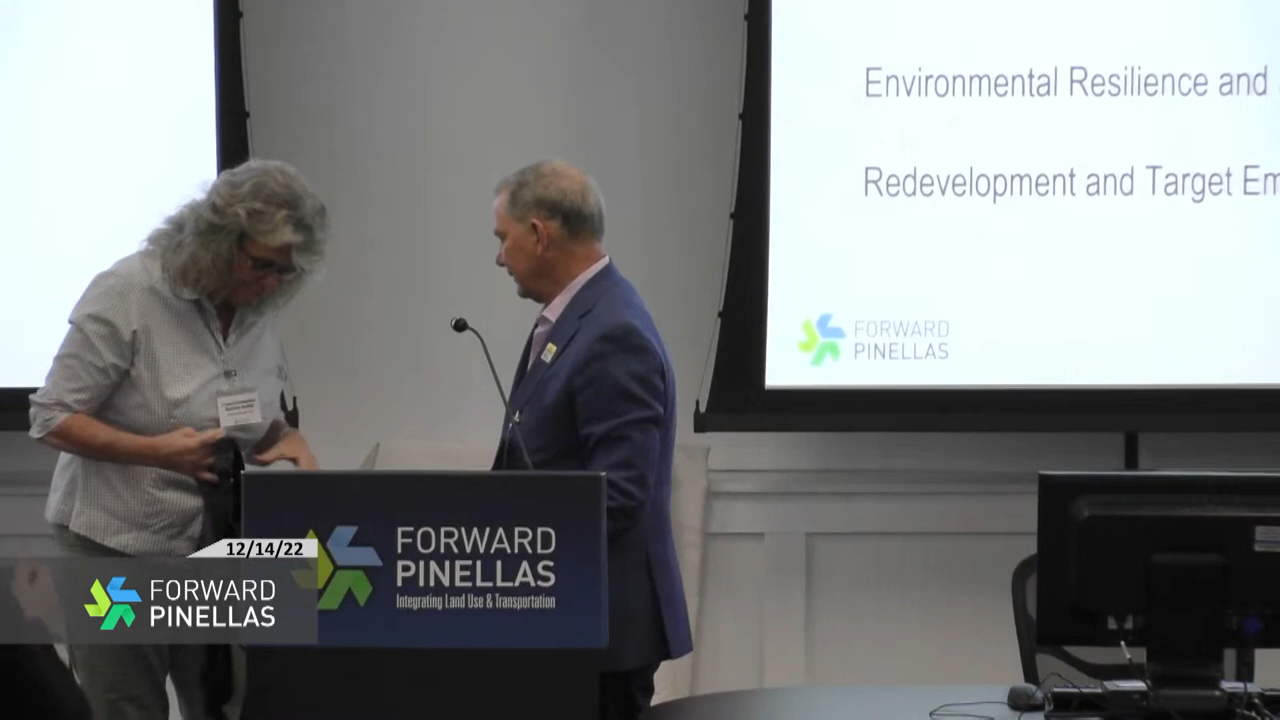 Environmental Resilience and
Redevelopment and Target Em
FORWARD
PINELLAS
FORWARD
PINELLAS
Integrating Land Use & Transportation
12/14/22
FORWARD
PINELLAS